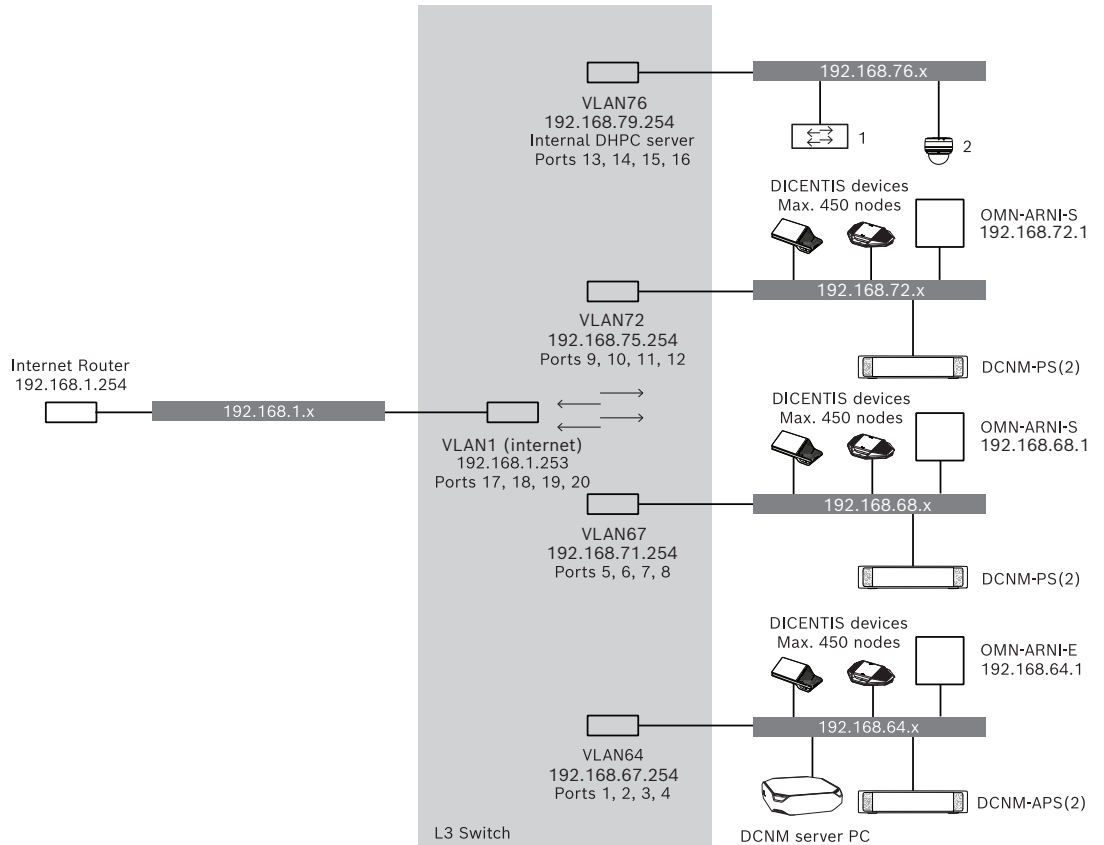 192.168.76.x
VLAN76
192.168.79.254
Internal DHPC server
Ports 13, 14, 15, 16
1
2
DICENTIS devices
Max. 450 nodes
OMN-ARNI-S
192.168.72.1
192.168.72.x
VLAN72
192.168.75.254
Ports 9, 10, 11, 12
DCNM-PS(2)
Internet Router
192.168.1.254
192.168.1.x
VLAN1 (internet)
192.168.1.253
Ports 17, 18, 19, 20
DICENTIS devices
Max. 450 nodes
OMN-ARNI-S
192.168.68.1
192.168.68.x
VLAN67
192.168.71.254
Ports 5, 6, 7, 8
DCNM-PS(2)
DICENTIS devices
Max. 450 nodes
OMN-ARNI-E
192.168.64.1
192.168.64.x
VLAN64
192.168.67.254
Ports 1, 2, 3, 4
DCNM-APS(2)
L3 Switch
DCNM server PC